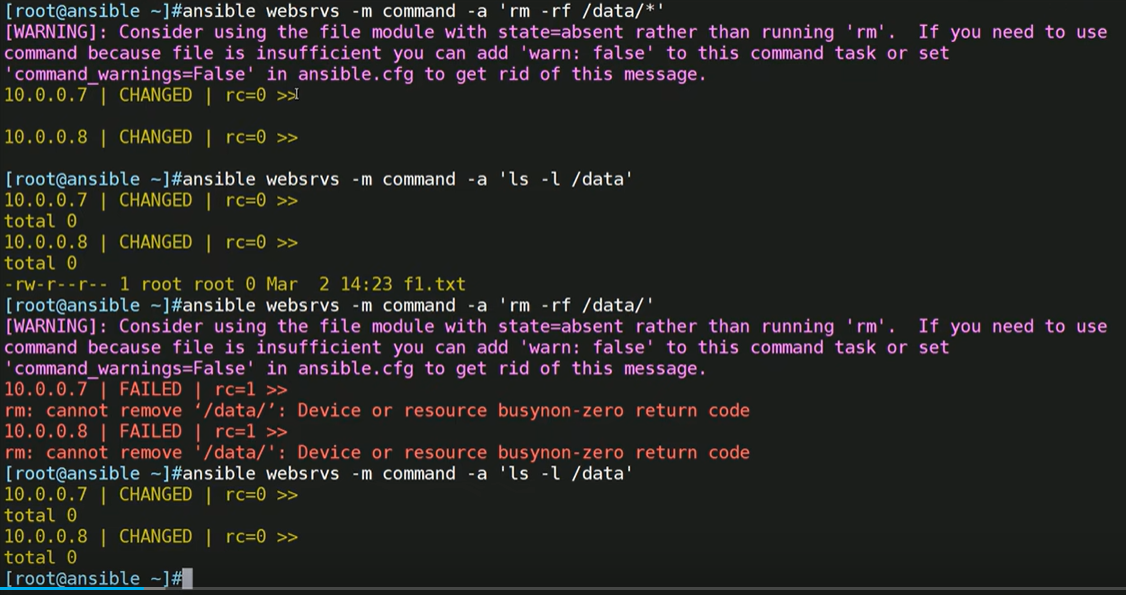 [root@ansible ~]#ansible websrvs -m command -a 'rm -rf /data/*'
[WARNING]: Consider using the file module with state=absent rather than running 'rm'.  If you need to use
command because file is insufficient you can add 'warn: false' to this command task or set
'command_warnings=False' in ansible.cfg to get rid of this message.
10.0.0.7 | CHANGED | rc=0 >>
10.0.0.8 | CHANGED | rc=0 >>
[root@ansible ~]#ansible websrvs -m command -a 'ls -l /data'
10.0.0.7 | CHANGED | rc=0 >>
total 0
10.0.0.8 | CHANGED | rc=0 >>
total 0
-rw-r--r-- 1 root root 0 Mar  2 14:23 f1.txt
[root@ansible ~]#ansible websrvs -m command -a 'rm -rf /data/'
[WARNING]: Consider using the file module with state=absent rather than running 'rm'.  If you need to use
command because file is insufficient you can add 'warn: false' to this command task or set
'command_warnings=False' in ansible.cfg to get rid of this message.
10.0.0.7 | FAILED | rc=1 >>
rm: cannot remove ‘/data/’: Device or resource busynon-zero return code
10.0.0.8 | FAILED | rc=1 >>
rm: cannot remove '/data/': Device or resource busynon-zero return code
[root@ansible ~]#ansible websrvs -m command -a 'ls -l /data'
10.0.0.7 | CHANGED | rc=0 >>
total 0
10.0.0.8 | CHANGED | rc=0 >>
total 0
[root@ansible ~]#